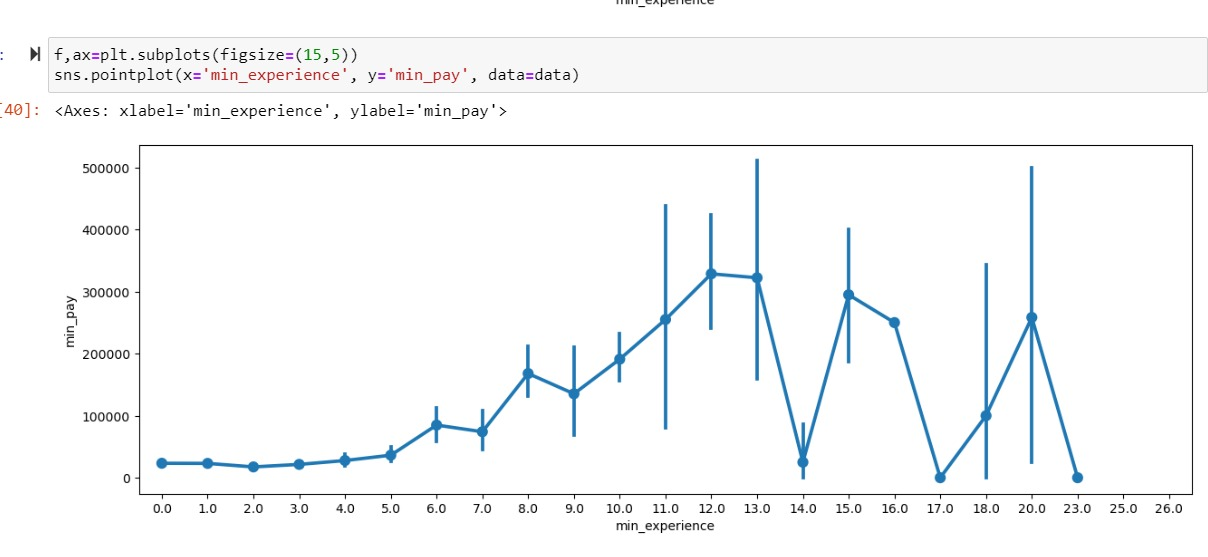 min_experience
:
f,ax=plt.subplots(figsize=(15,5))
sns.pointplot(x='min_experience', y='min_pay', data=data)
[40]: <Axes: xlabel='min_experience', ylabel='min_pay'>
500000
400000
300000
200000
100000
0
min_pay
0.0 1.0 2.0 3.0 4.0 5.0 6.0 7.0 8.0 9.0 10.0 11.0 12.0 13.0 14.0 15.0 16.0 17.0 18.0 20.0 23.0 25.0 26.0
min_experience